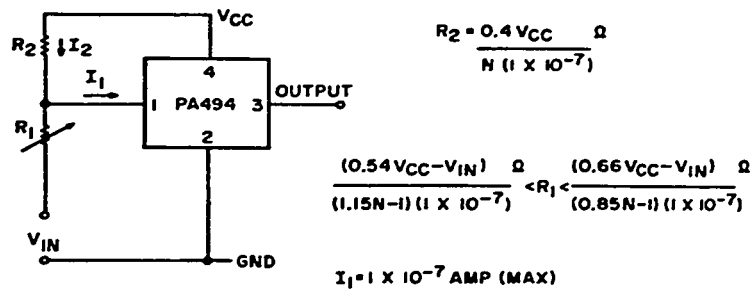 VCC
R2 I2
I1
R1
4
1 PA494 3
2
OUTPUT
VIN
GND
R2 = 0.4 VCC Ω
N (1 X 10-7)
(0.54 VCC-VIN) Ω < R1 < (0.66 VCC-VIN) Ω
(1.15N-1) (1 X 10-7) (0.85N-1) (1 X 10-7)
I1 = 1 X 10-7 AMP (MAX)